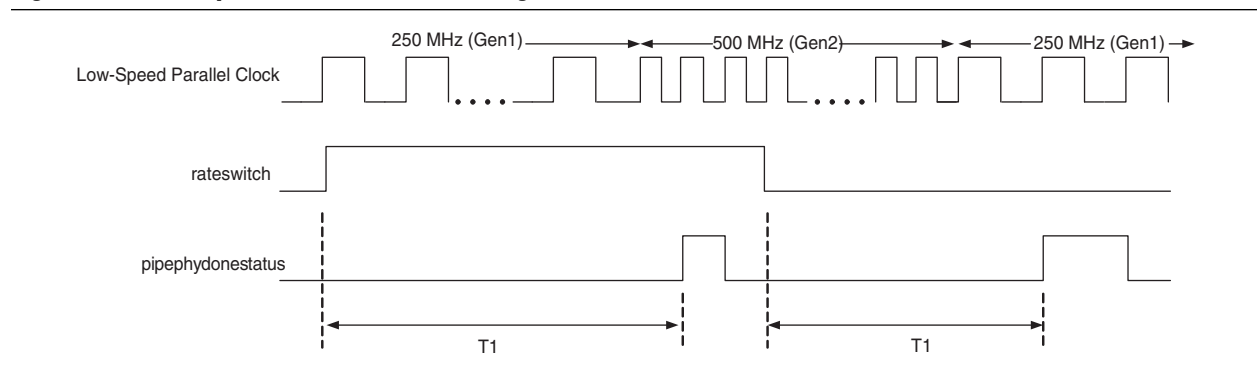 250 MHz (Gen1)
500 MHz (Gen2)
250 MHz (Gen1)
Low-Speed Parallel Clock
rateswitch
pipephydonestatus
T1
T1